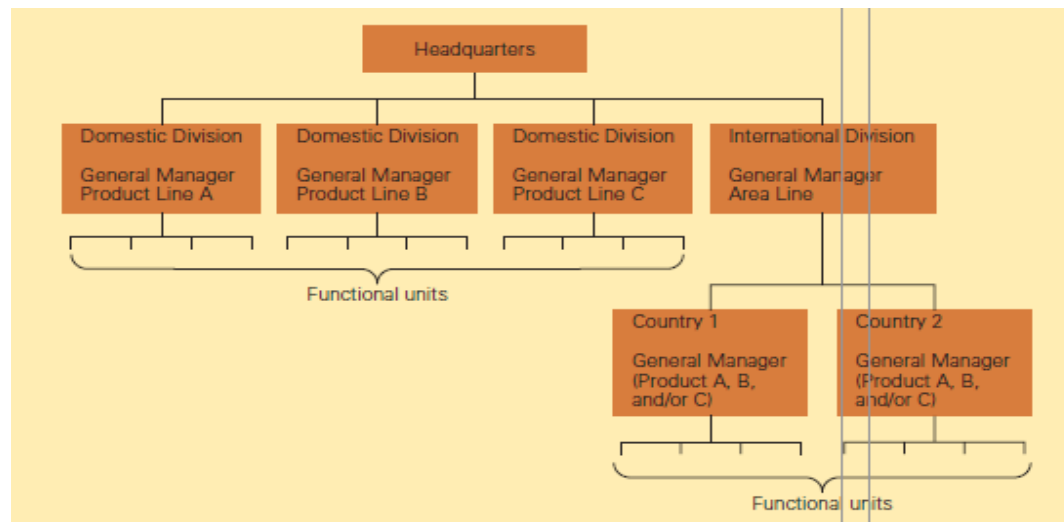 Headquarters
Domestic Division
General Manager
Product Line A
Domestic Division
General Manager
Product Line B
Domestic Division
General Manager
Product Line C
International Division
General Manager
Area Line
Functional units
Country 1
General Manager
(Product A, B,
and/or C)
Country 2
General Manager
(Product A, B,
and/or C)
Functional units